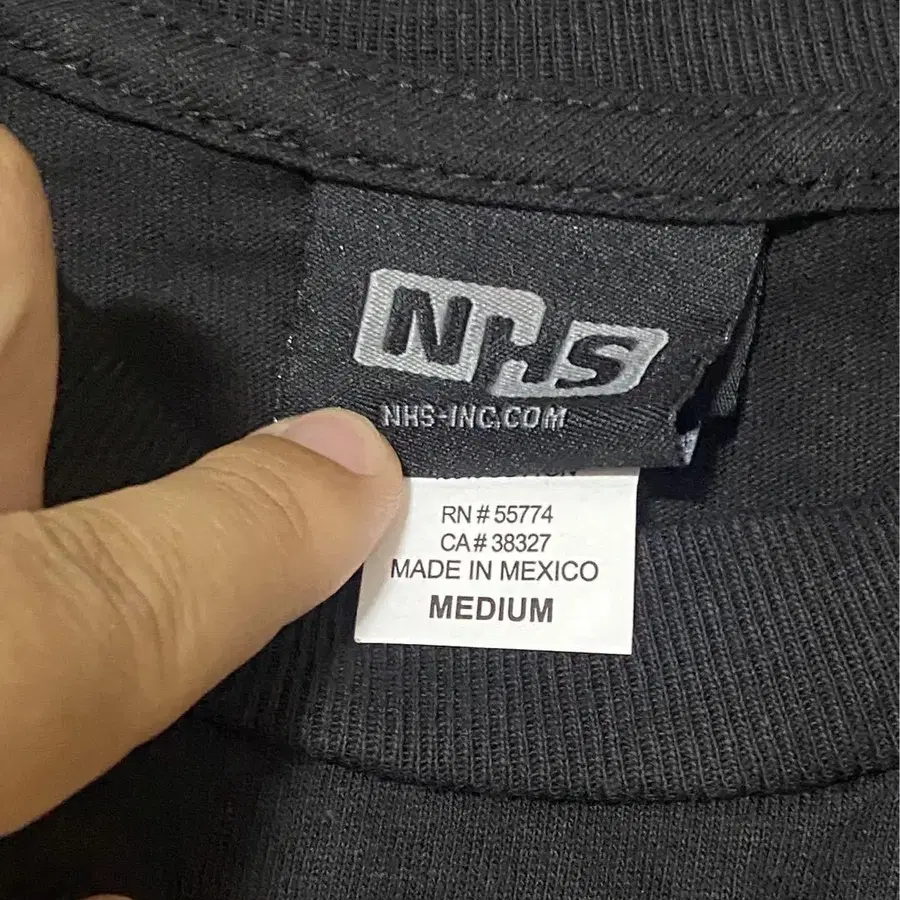 NHS
NHS-INC.COM
RN # 55774
CA # 38327
MADE IN MEXICO
MEDIUM